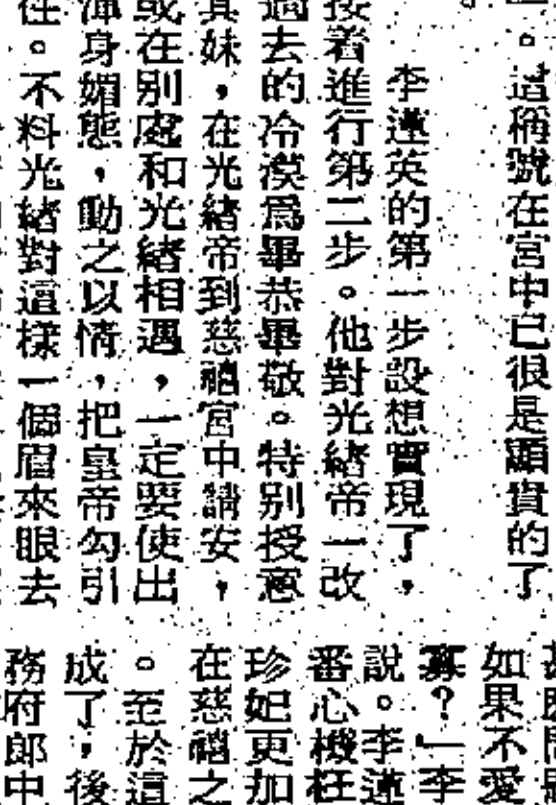 。這稱號在宮中已很是顯貴的了
李蓮英的第一步設想實現了，
接着進行第二步。他對光緒帝一改
過去的冷漠爲畢恭畢敬。特别授意
其妹，在光緒帝到慈禧宮中請安，
或在别處和光緒相遇，一定要使出
渾身媚態，動之以情，把皇帝勾引
住。不料光緒對這樣一個眉來眼去
如果不愛
寡？」李
說。李蓮
番心機枉
珍妃更加
在慈禧之
。至於這
成了，後
務府郎中